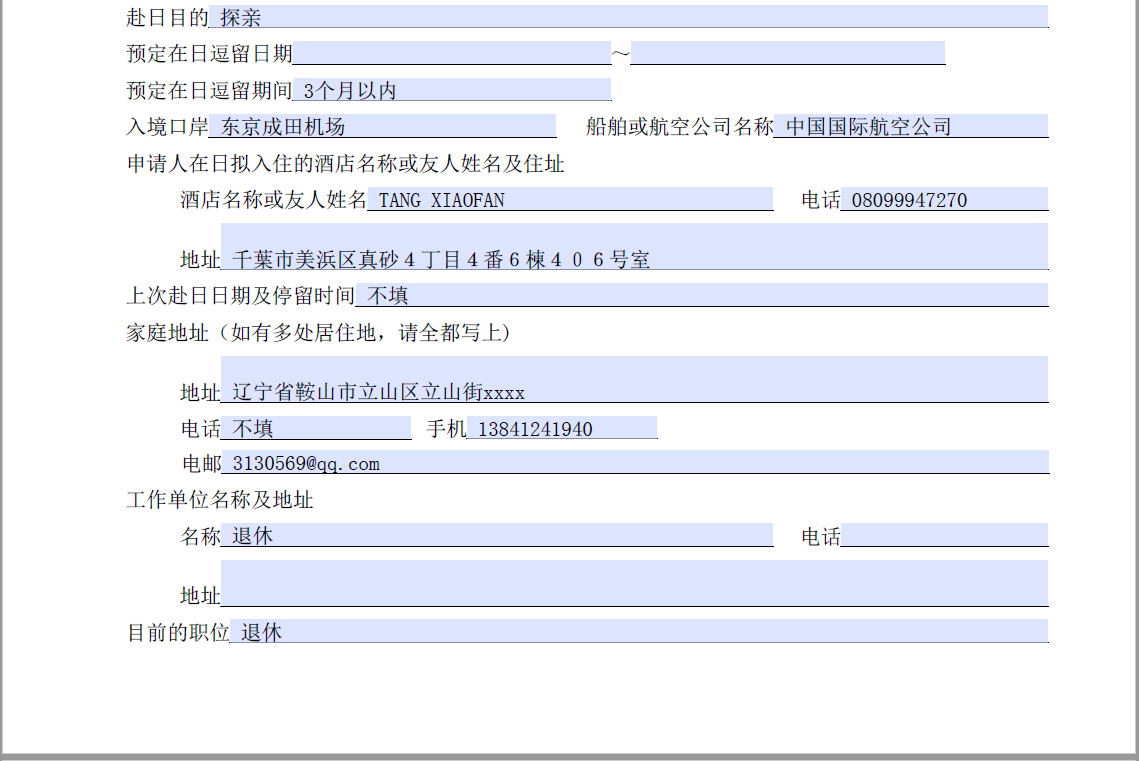 赴日目的 探亲
预定在日逗留日期 ～
预定在日逗留期间 3个月以内
入境口岸 东京成田机场 船舶或航空公司名称 中国国际航空公司
申请人在日拟入住的酒店名称或友人姓名及住址
酒店名称或友人姓名 TANG XIAOFAN 电话 08099947270
地址 千葉市美浜区真砂４丁目４番６棟４０６号室
上次赴日日期及停留时间 不填
家庭地址（如有多处居住地，请全都写上)
地址 辽宁省鞍山市立山区立山街xxxx
电话 不填 手机 13841241940
电邮 3130569@qq.com
工作单位名称及地址
名称 退休 电话
地址
目前的职位 退休